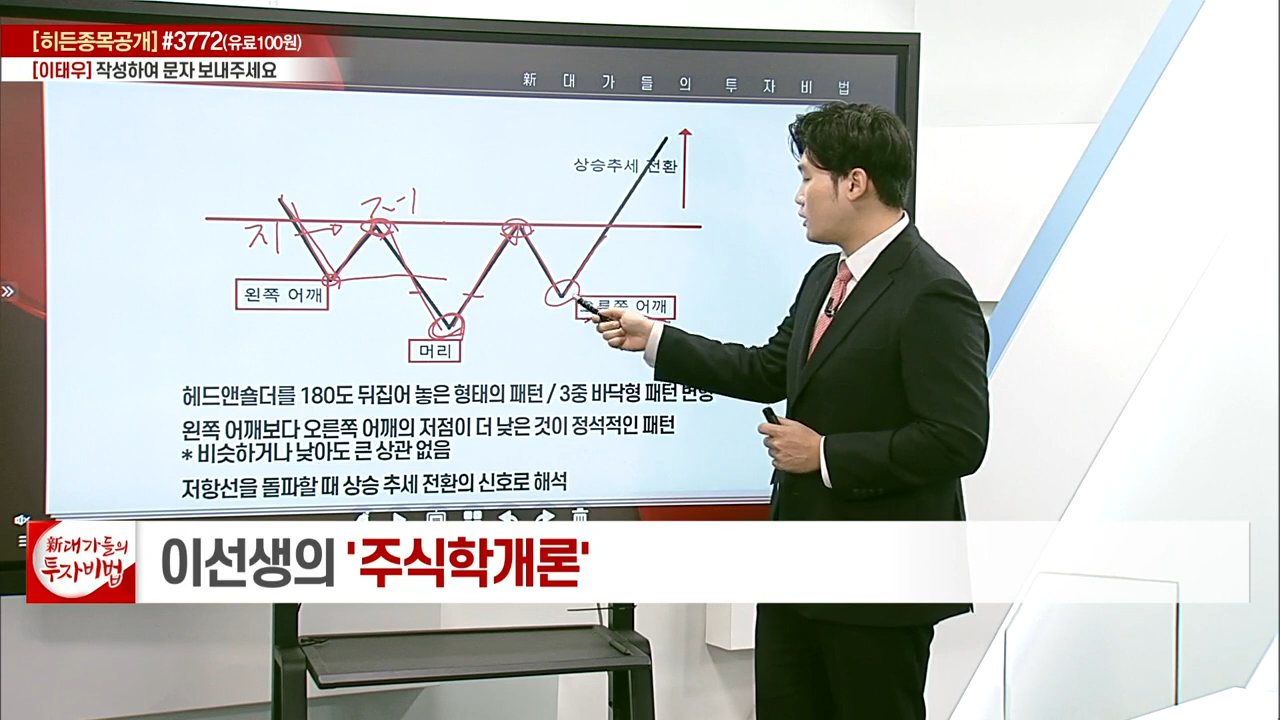 [히든종목공개] #3772(유료100원)
[이태우] 작성하여 문자 보내주세요
新 대 가 들 의 투 자 비 법
상승추세 전환
지
왼쪽 어깨
오른쪽 어깨
머리
헤드앤숄더를 180도 뒤집어 놓은 형태의 패턴 / 3중 바닥형 패턴 변형
왼쪽 어깨보다 오른쪽 어깨의 저점이 더 낮은 것이 정석적인 패턴
* 비슷하거나 낮아도 큰 상관 없음
저항선을 돌파할 때 상승 추세 전환의 신호로 해석
新대가들의
투자비법
이선생의 '주식학개론'